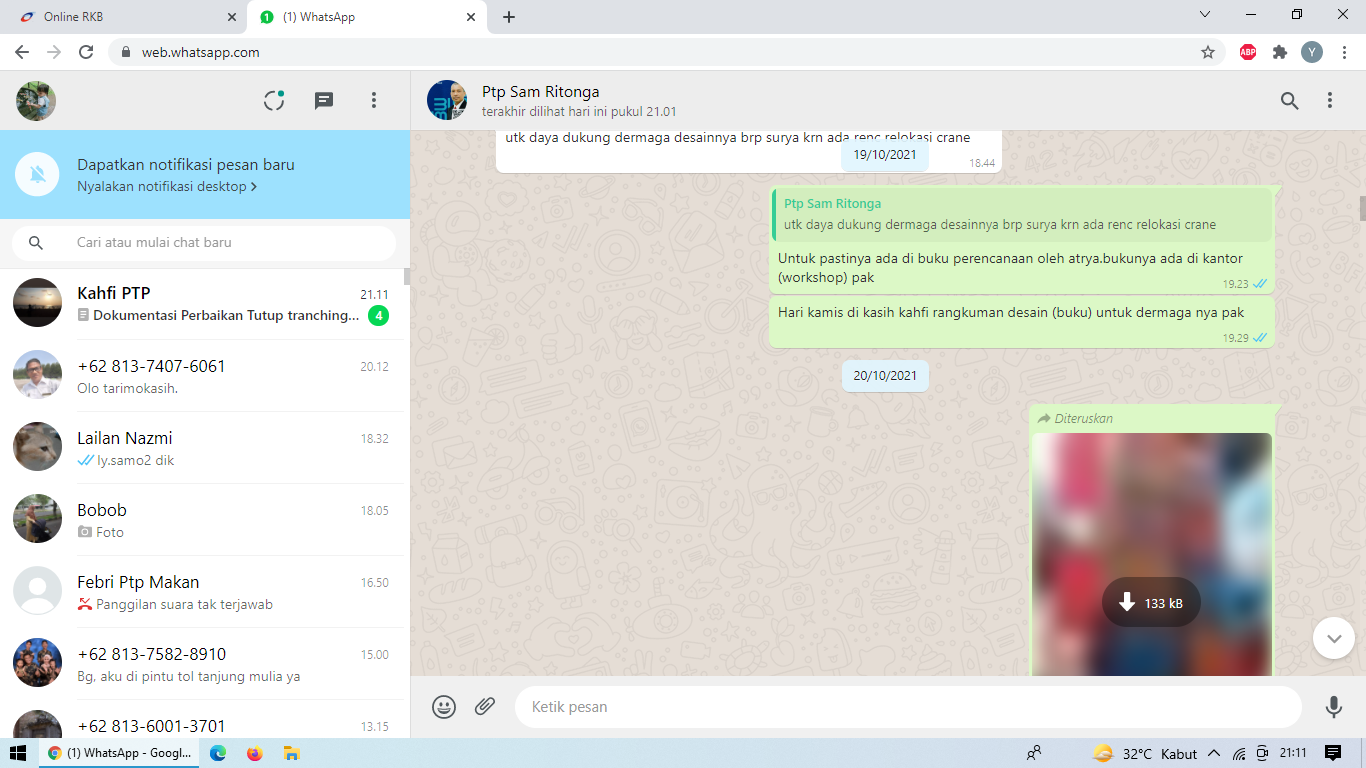 Online RKB
(1) WhatsApp
web.whatsapp.com
ABP
Y
Ptp Sam Ritonga
terakhir dilihat hari ini pukul 21.01
Dapatkan notifikasi pesan baru
Nyalakan notifikasi desktop
Cari atau mulai chat baru
Kahfi PTP
21.11
Dokumentasi Perbaikan Tutup tranching...
4
+62 813-7407-6061
20.12
Olo tarimokasih.
Lailan Nazmi
18.32
ly.samo2 dik
Bobob
18.05
Foto
Febri Ptp Makan
16.50
Panggilan suara tak terjawab
+62 813-7582-8910
15.00
Bg, aku di pintu tol tanjung mulia ya
+62 813-6001-3701
13.15
utk daya dukung dermaga desainnya brp surya krn ada renc relokasi crane
18.44
19/10/2021
Ptp Sam Ritonga
utk daya dukung dermaga desainnya brp surya krn ada renc relokasi crane
Untuk pastinya ada di buku perencanaan oleh atrya.bukunya ada di kantor
(workshop) pak
19.23
Hari kamis di kasih kahfi rangkuman desain (buku) untuk dermaga nya pak
19.29
20/10/2021
Diteruskan
133 kB
Ketik pesan
(1) WhatsApp - Googl...
32°C Kabut
21:11